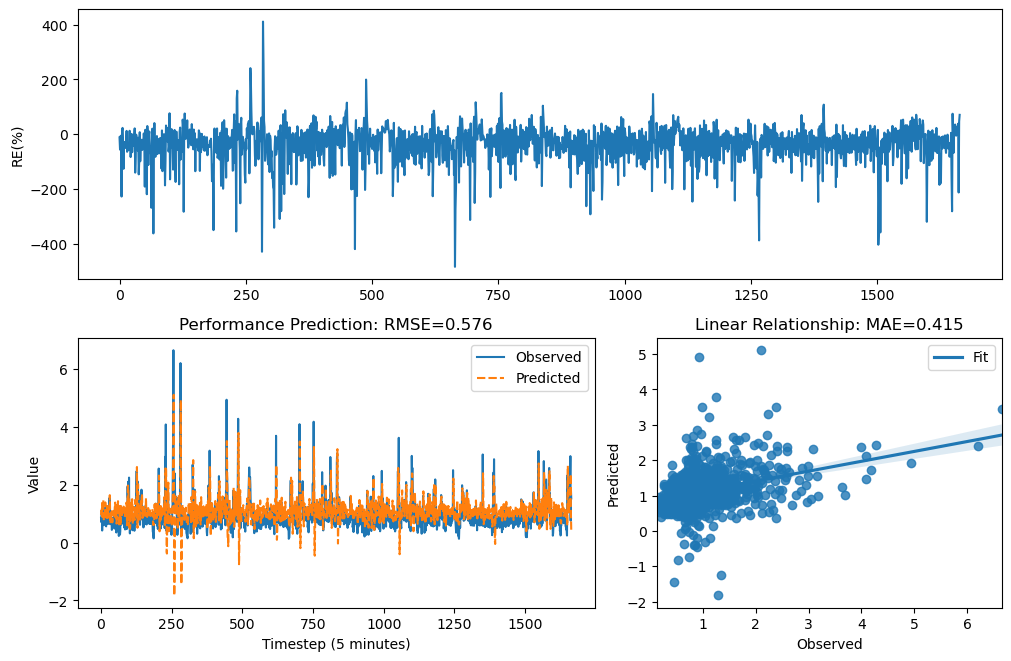 RE(%)
400
200
0
−200
−400
0 250 500 750 1000 1250 1500
Performance Prediction: RMSE=0.576
Value
6
4
2
0
−2
Observed
Predicted
0 250 500 750 1000 1250 1500
Timestep (5 minutes)
Linear Relationship: MAE=0.415
Predicted
5
4
3
2
1
0
−1
−2
Fit
1 2 3 4 5 6
Observed